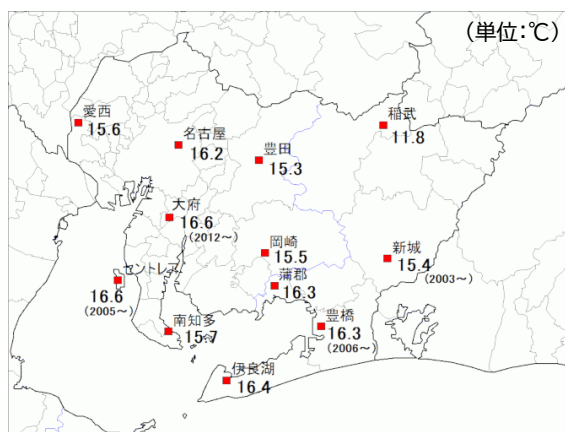 (単位:℃)
愛西
15.6
名古屋
16.2
豊田
15.3
稲武
11.8
大府
16.6
(2012～)
岡崎
15.5
新城
15.4
(2003～)
セントレア
16.6
(2005～)
蒲郡
16.3
南知多
15.7
豊橋
16.3
(2006～)
伊良湖
16.4